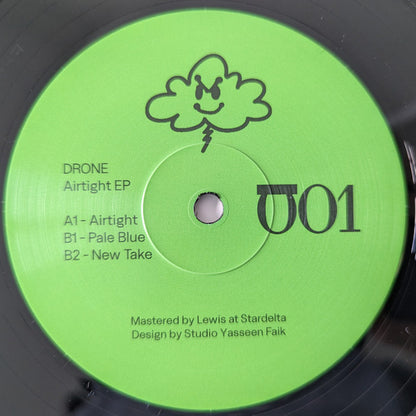 DRONE
Airtight EP
A1 - Airtight
B1 - Pale Blue
B2 - New Take
001
Mastered by Lewis at Stardelta
Design by Studio Yasseen Faik